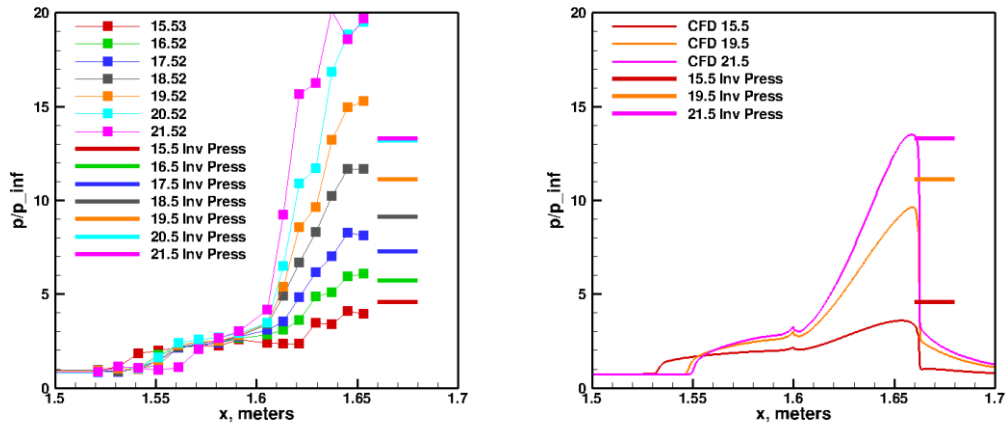 20
15
10
5
0
p/p_inf
15.53
16.52
17.52
18.52
19.52
20.52
21.52
15.5 Inv Press
16.5 Inv Press
17.5 Inv Press
18.5 Inv Press
19.5 Inv Press
20.5 Inv Press
21.5 Inv Press
1.5 1.55 1.6 1.65 1.7
x, meters
20
15
10
5
0
p/p_inf
CFD 15.5
CFD 19.5
CFD 21.5
15.5 Inv Press
19.5 Inv Press
21.5 Inv Press
1.5 1.55 1.6 1.65 1.7
x, meters